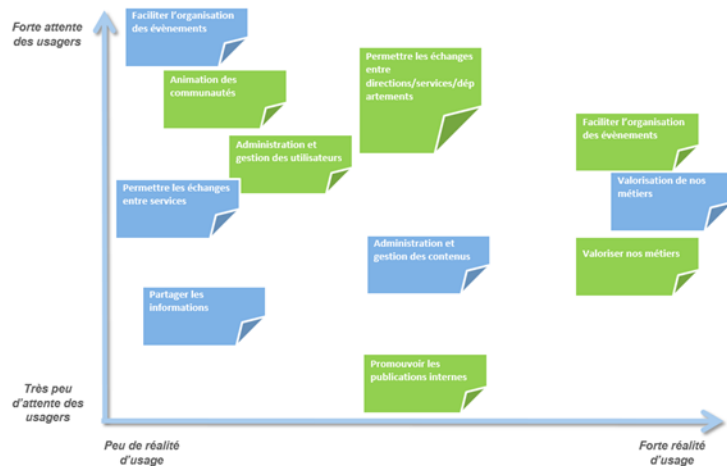 Forte attente
des usagers
Faciliter l'organisation
des évènements
Animation des
communautés
Permettre les échanges
entre
directions/services/dép
artements
Administration et
gestion des utilisateurs
Faciliter l'organisation
des évènements
Permettre les échanges
entre services
Valorisation de nos
métiers
Administration et
gestion des contenus
Valoriser nos métiers
Partager les
informations
Promouvoir les
publications internes
Très peu
d'attente des
usagers
Peu de réalité
d'usage
Forte réalité
d'usage